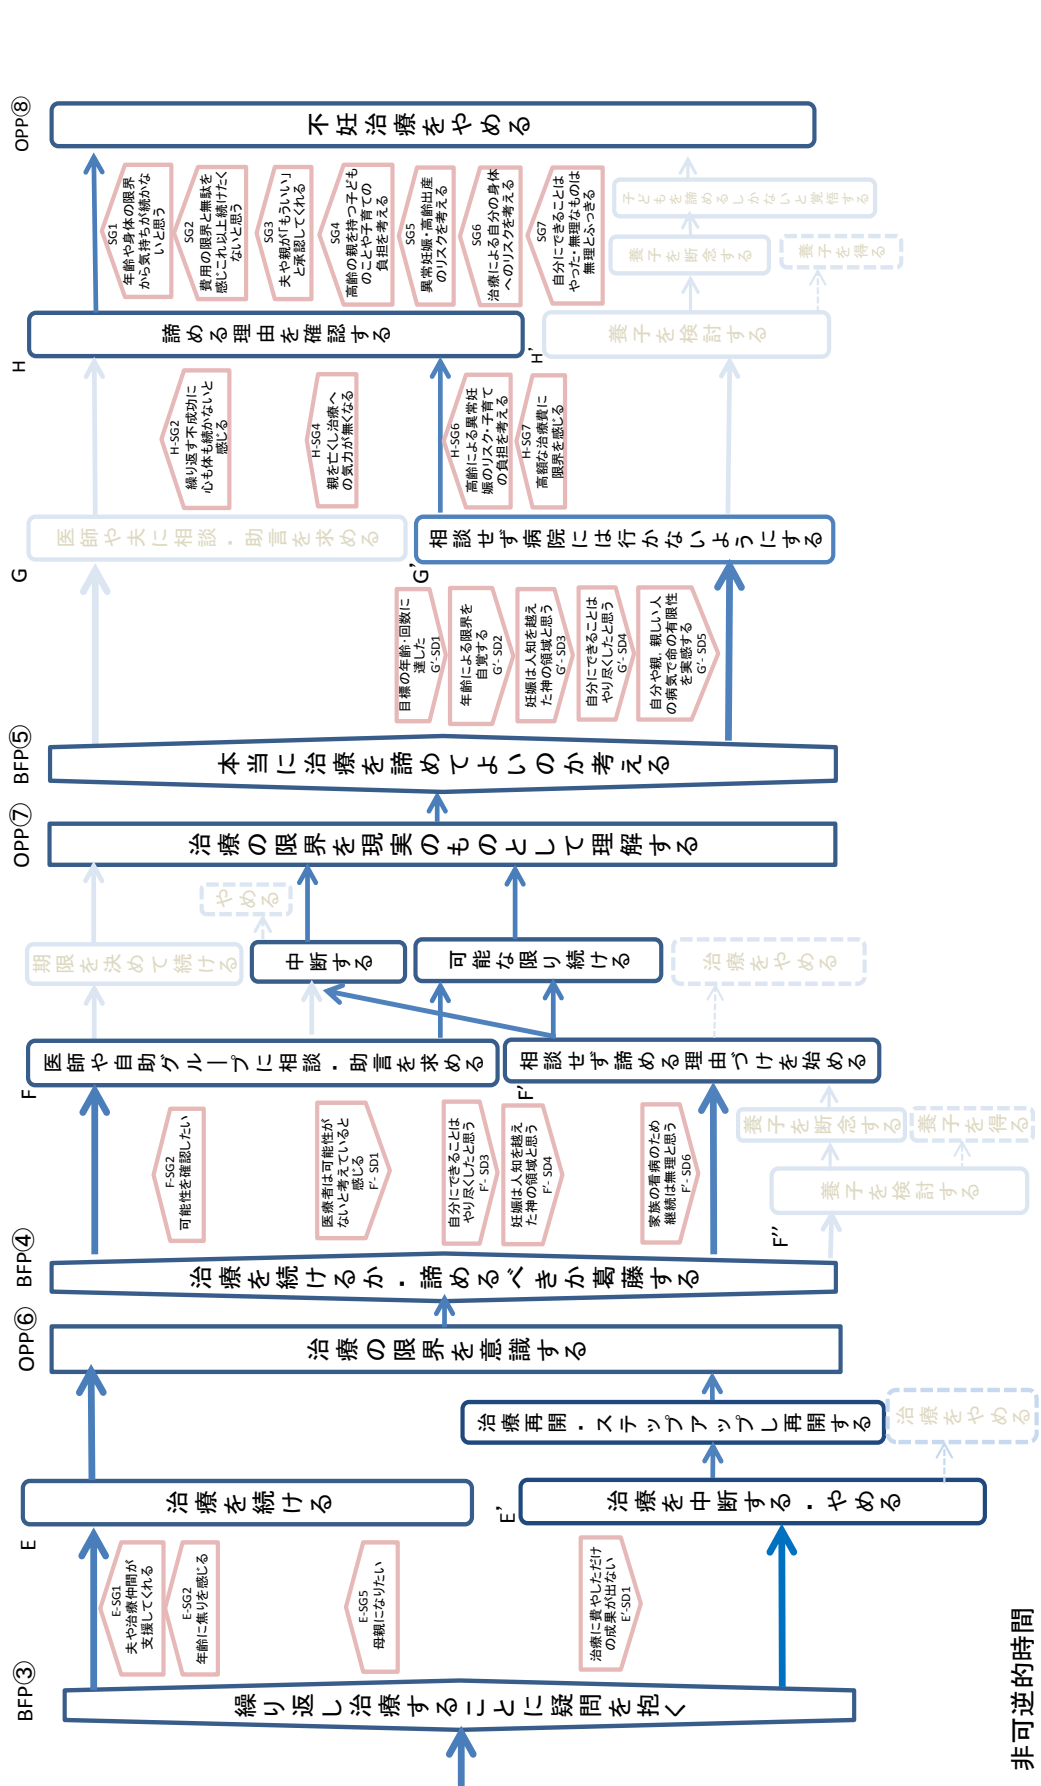 BFP③
繰り返し治療することに疑問を抱く
E-SG1
夫や治療仲間が
支援してくれる
E-SG2
年齢に焦りを感じる
E-SG5
母親になりたい
治療に費やしただけ
の成果が出ない
E'-SD1
E
治療を続ける
E'
治療を中断する・やめる
治療再開・ステップアップし再開する
治療をやめる
OPP⑥
治療の限界を意識する
BFP④
治療を続けるか・諦めるべきか葛藤する
F-SG2
可能性を確認したい
医療者は可能性が
ないと考えていると
感じる
F'- SD1
自分にできることは
やり尽くしたと思う
F'- SD3
妊娠は人知を越え
た神の領域と思う
F'- SD4
家族の看病のため
継続は無理と思う
F'- SD6
F
医師や自助グループに相談・助言を求める
F'
相談せず諦める理由づけを始める
F''
養子を検討する
養子を断念する
養子を得る
期限を決めて続ける
中断する
やめる
可能な限り続ける
治療をやめる
OPP⑦
治療の限界を現実のものとして理解する
BFP⑤
本当に治療を諦めてよいのか考える
目標の年齢・回数に
達した
G'- SD1
年齢による限界を
自覚する
G'- SD2
妊娠は人知を越え
た神の領域と思う
G'- SD3
自分にできることは
やり尽くしたと思う
G'- SD4
自分や親，親しい人
の病気で命の有限性
を実感する
G'- SD5
G
医師や夫に相談・助言を求める
G'
相談せず病院には行かないようにする
H-SG2
繰り返す不成功に
心も体も続かないと
感じる
H-SG4
親を亡くし治療へ
の気力が無くなる
H-SG6
高齢による異常妊
娠のリスク・子育て
の負担を考える
H-SG7
高額な治療費に
限界を感じる
H
諦める理由を確認する
H'
養子を検討する
養子を断念する
養子を得る
子どもを諦めるしかないと覚悟する
SG1
年齢や身体の限界
から気持ちが続かな
いと思う
SG2
費用の限界と無駄を
感じこれ以上続けたく
ないと思う
SG3
夫や親が「もういい」
と承認してくれる
SG4
高齢の親を持つ子ども
のことや子育ての
負担を考える
SG5
異常妊娠・高齢出産
のリスクを考える
SG6
治療による自分の身体
へのリスクを考える
SG7
自分にできることは
やった・無理なものは
無理とふっきる
OPP⑧
不妊治療をやめる
非可逆的時間